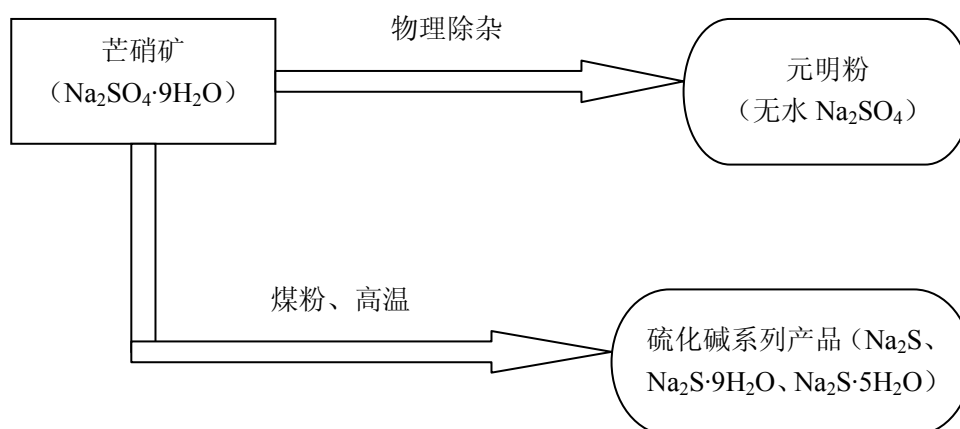 芒硝矿
（Na₂SO₄·9H₂O）
物理除杂
元明粉
（无水 Na₂SO₄）
煤粉、高温
硫化碱系列产品（Na₂S、
Na₂S·9H₂O、Na₂S·5H₂O）